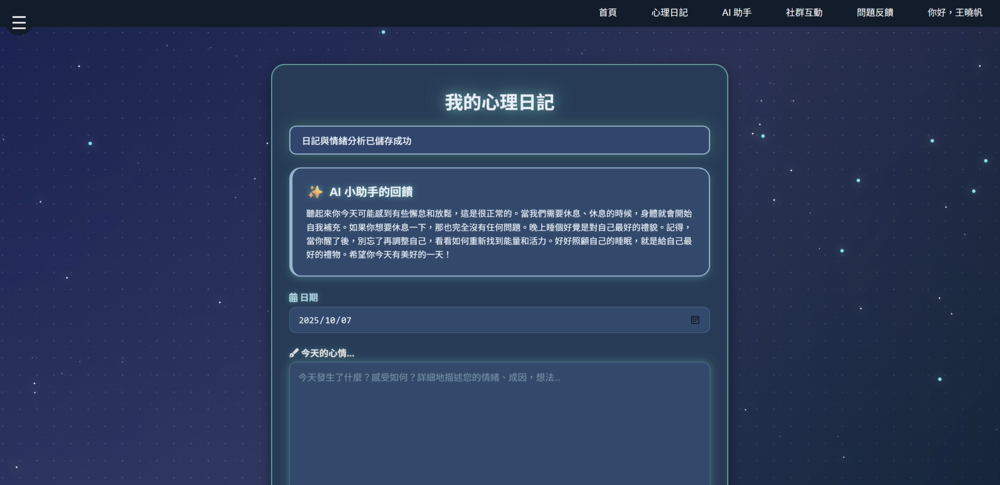 首頁
心理日記
AI 助手
社群互動
問題反饋
你好，王曉帆
我的心理日記
日記與情緒分析已儲存成功
✨ AI 小助手的回饋
聽起來你今天可能感到有些懈怠和放鬆，這是很正常的。當我們需要休息、休息的時候，身體就會開始
自我補充。如果你想要休息一下，那也完全沒有任何問題。晚上睡個好覺是對自己最好的禮貌。記得，
當你醒了後，別忘了再調整自己，看看如何重新找到能量和活力。好好照顧自己的睡眠，就是給自己最
好的禮物。希望你今天有美好的一天！
日期
2025/10/07
今天的心情...
今天發生了什麼？感受如何？詳細地描述您的情緒、成因，想法...